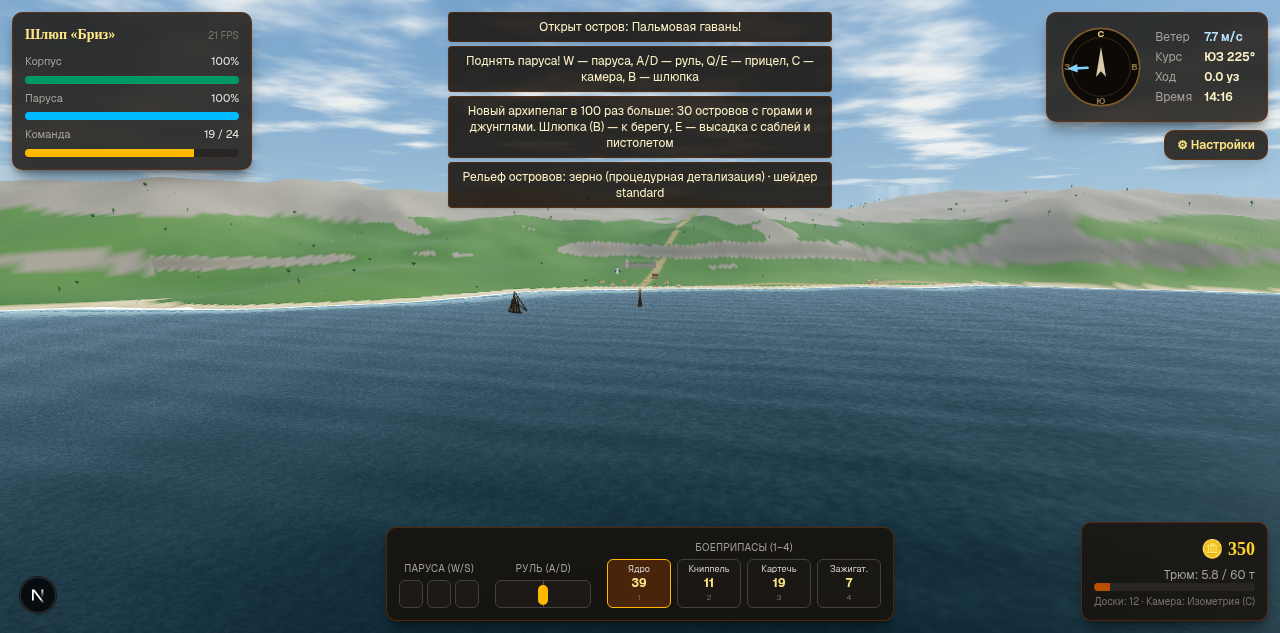 Шлюп «Бриз» 21 FPS
Корпус 100%
Паруса 100%
Команда 19 / 24
Открыт остров: Пальмовая гавань!
Поднять паруса! W — паруса, A/D — руль, Q/E — прицел, C —
камера, B — шлюпка
Новый архипелаг в 100 раз больше: 30 островов с горами и
джунглями. Шлюпка (B) — к берегу, E — высадка с саблей и
пистолетом
Рельеф островов: зерно (процедурная детализация) · шейдер
standard
С
З В
Ю
Ветер 7.7 м/с
Курс ЮЗ 225°
Ход 0.0 уз
Время 14:16
⚙ Настройки
ПАРУСА (W/S)
РУЛЬ (A/D)
БОЕПРИПАСЫ (1–4)
Ядро
39
1
Книппель
11
2
Картечь
19
3
Зажигат.
7
4
350
Трюм: 5.8 / 60 т
Доски: 12 · Камера: Изометрия (C)
N